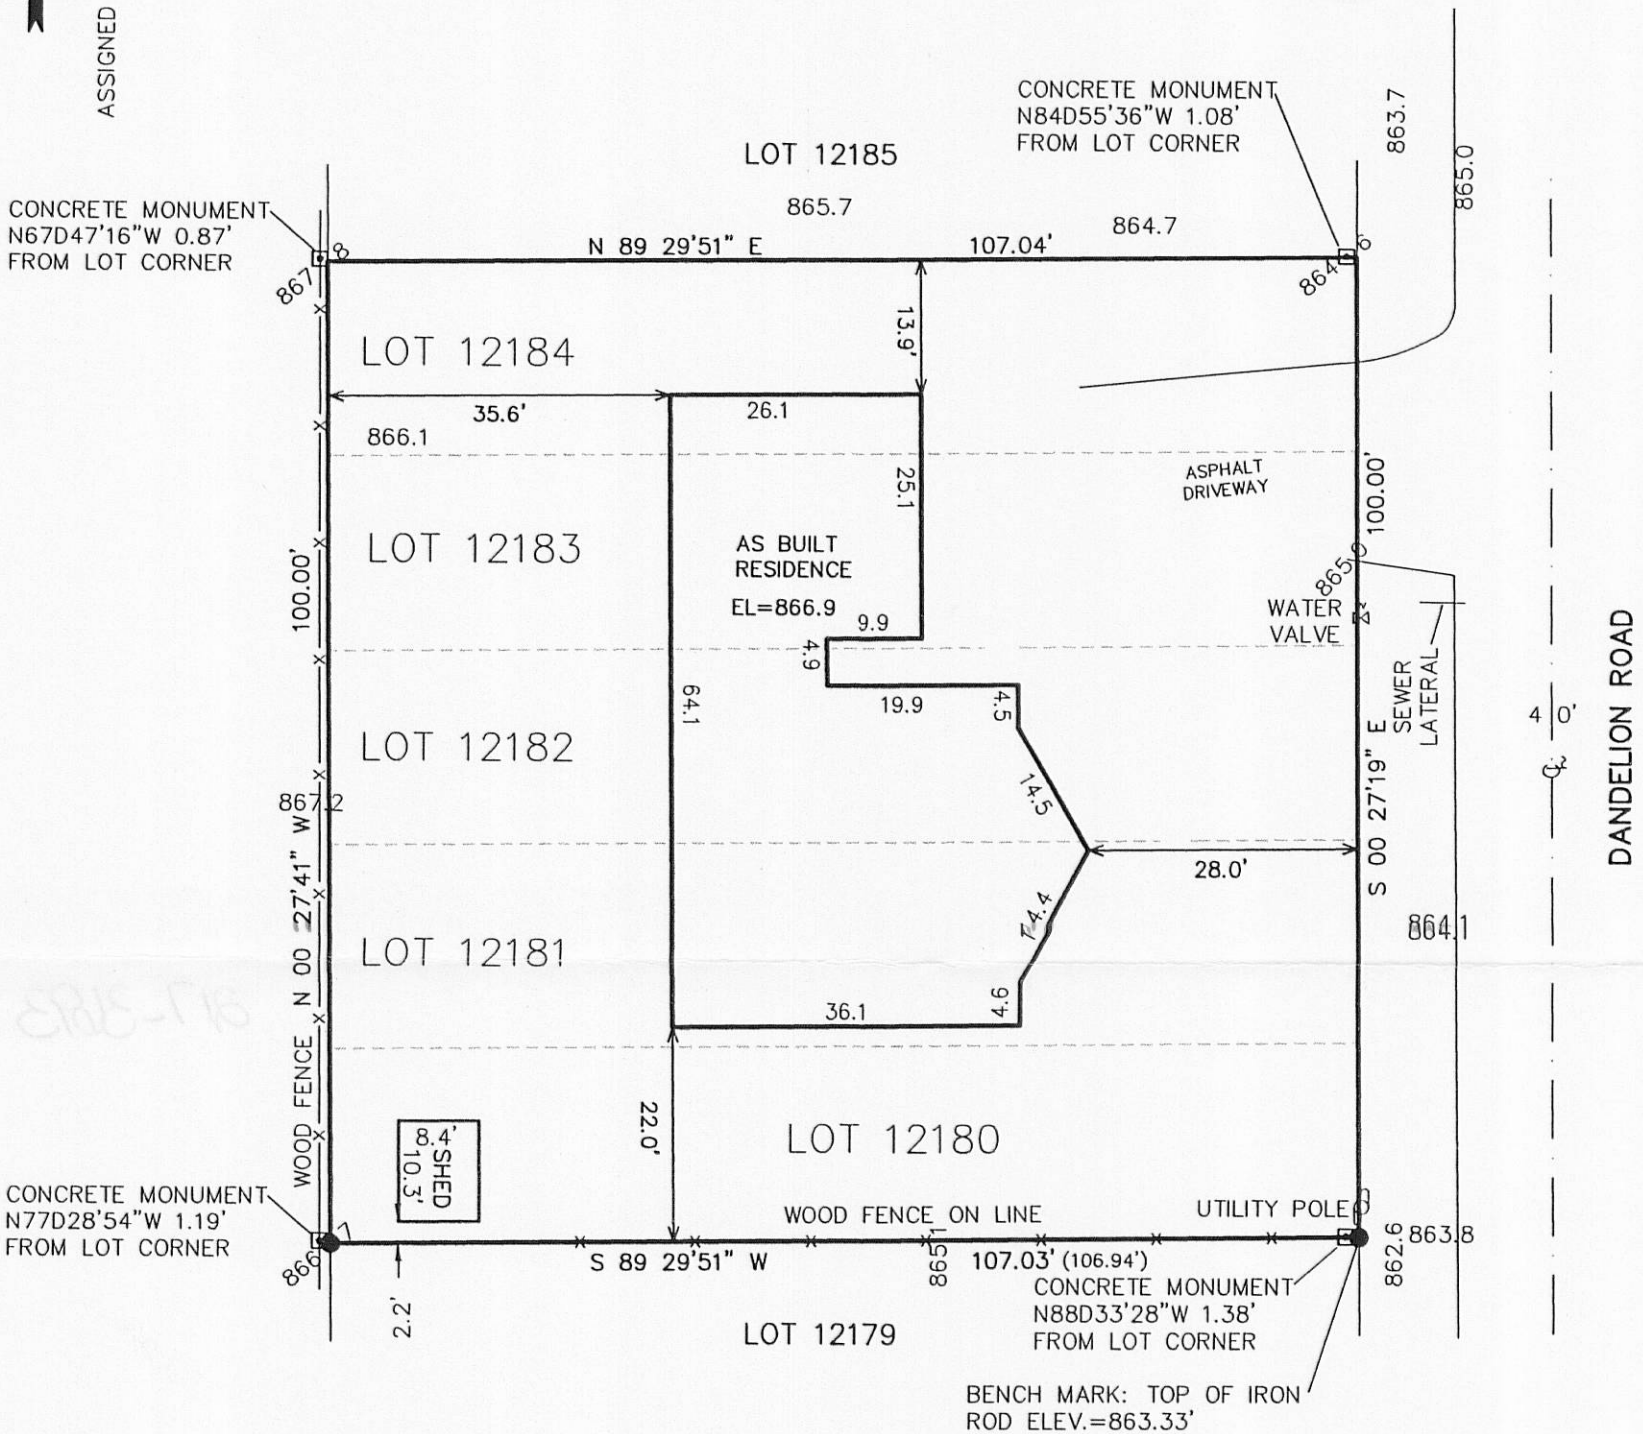 ASSIGNED
CONCRETE MONUMENT
N84D55'36"W 1.08'
FROM LOT CORNER
863.7
865.0
LOT 12185
865.7
864.7
CONCRETE MONUMENT
N67D47'16"W 0.87'
FROM LOT CORNER
N 89 29'51" E
107.04'
867.8
864.6
LOT 12184
13.9'
35.6'
26.1
866.1
ASPHALT
DRIVEWAY
25.1
100.00'
LOT 12183
AS BUILT
RESIDENCE
EL=866.9
100.00'
865.0
WATER
VALVE
9.9
4.9
19.9
4.5
64.1
SEWER
LATERAL
40'
DANDELION ROAD
LOT 12182
14.5
S 00 27'19" E
867.2
28.0'
WOOD FENCE N 00 27'41" W
LOT 12181
864.1
36.1
4.6
22.0'
LOT 12180
8.4'
SHED
10.3'
CONCRETE MONUMENT
N77D28'54"W 1.19'
FROM LOT CORNER
WOOD FENCE ON LINE
UTILITY POLE
862.6
863.8
866.7
S 89 29'51" W
865.1
107.03' (106.94')
2.2'
CONCRETE MONUMENT
N88D33'28"W 1.38'
FROM LOT CORNER
LOT 12179
BENCH MARK: TOP OF IRON
ROD ELEV.=863.33'